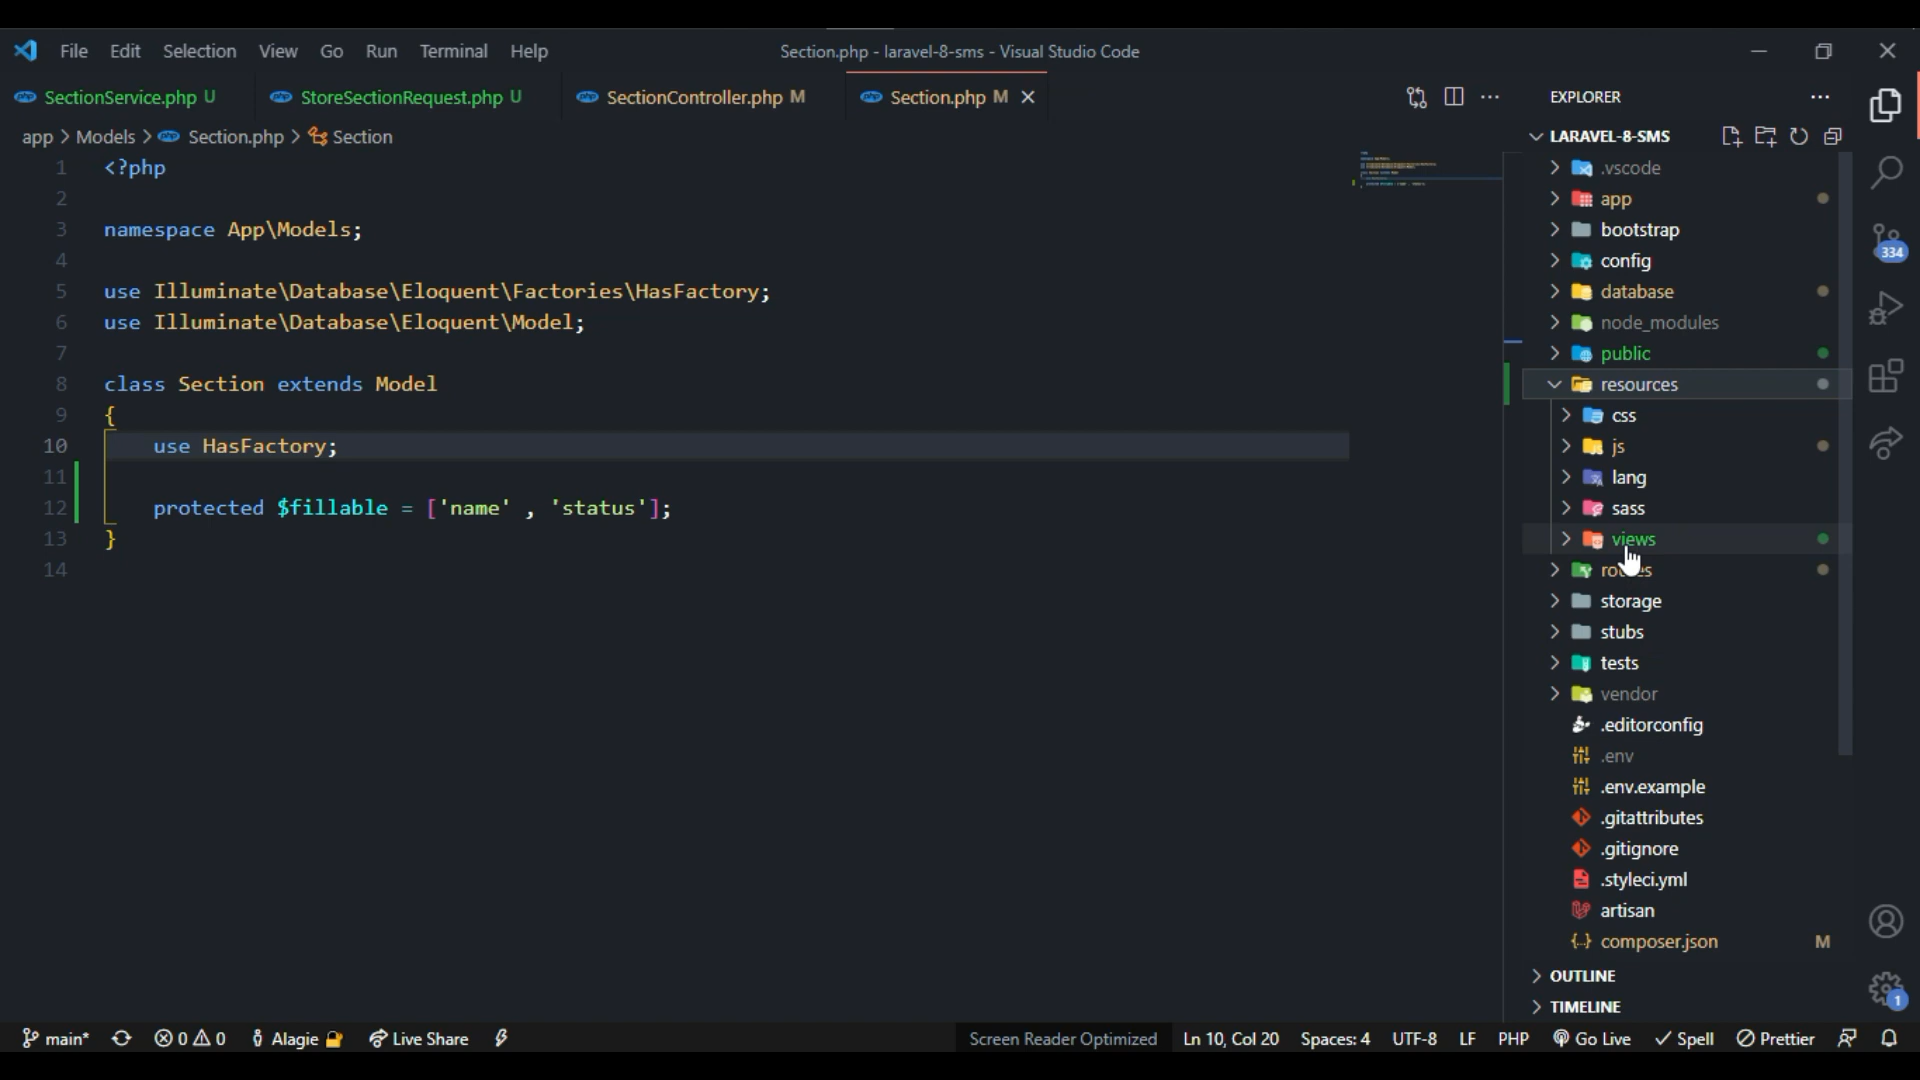 File Edit Selection View Go Run Terminal Help
Section.php - laravel-8-sms - Visual Studio Code
SectionService.php U
StoreSectionRequest.php U
SectionController.php M
Section.php M
app > Models > Section.php > Section
1 <?php
2
3 namespace App\Models;
4
5 use Illuminate\Database\Eloquent\Factories\HasFactory;
6 use Illuminate\Database\Eloquent\Model;
7
8 class Section extends Model
9 {
10 use HasFactory;
11
12 protected $fillable = ['name' , 'status'];
13 }
14
EXPLORER
LARAVEL-8-SMS
.vscode
app
bootstrap
config
database
node_modules
public
resources
css
js
lang
sass
views
storage
stubs
tests
vendor
.editorconfig
.env
.env.example
.gitattributes
.gitignore
.styleci.yml
artisan
{..} composer.json M
OUTLINE
TIMELINE
334
1
main* 0 0 Alagie Live Share
Screen Reader Optimized Ln 10, Col 20 Spaces: 4 UTF-8 LF PHP Go Live Spell Prettier